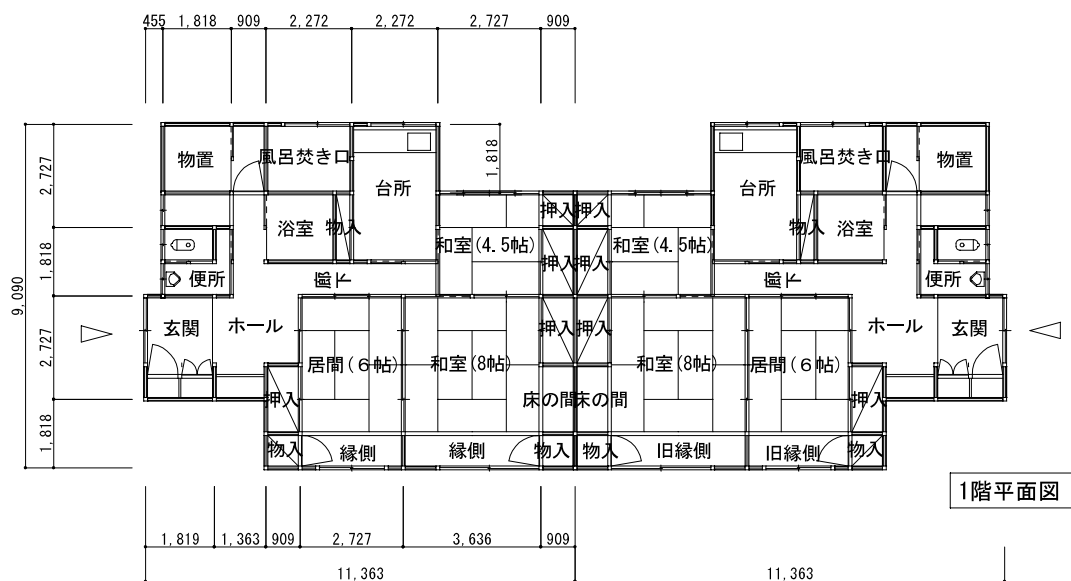 455 1,818 909 2,272 2,272 2,727 909
2,727
1,818
2,727
1,818
9,090
1,818
物置 風呂焚き口 台所 台所 風呂焚き口 物置
押入 押入
浴室 物入 物入 浴室
和室(4.5帖) 和室(4.5帖)
押入 押入
便所 廊下 廊下 便所
玄関 ホール 押入 押入 ホール 玄関
居間(6帖) 和室(8帖) 和室(8帖) 居間(6帖)
押入 床の間 床の間 押入
物入 縁側 縁側 物入 物入 旧縁側 旧縁側 物入
1階平面図
1,819 1,363 909 2,727 3,636 909
11,363 11,363